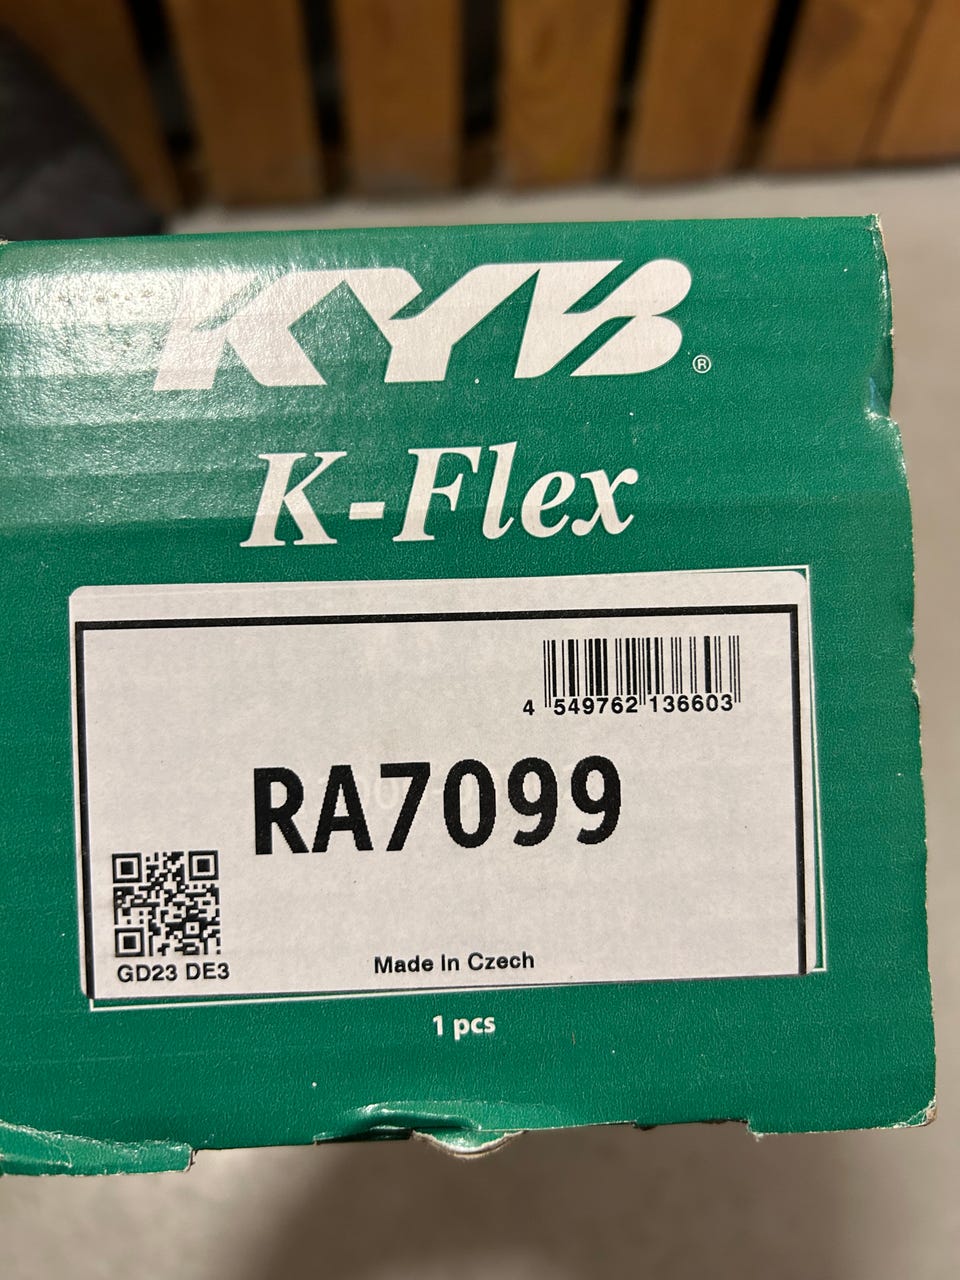 KYB®
K-Flex
4 549762 136603
RA7099
GD23 DE3
Made In Czech
1 pcs